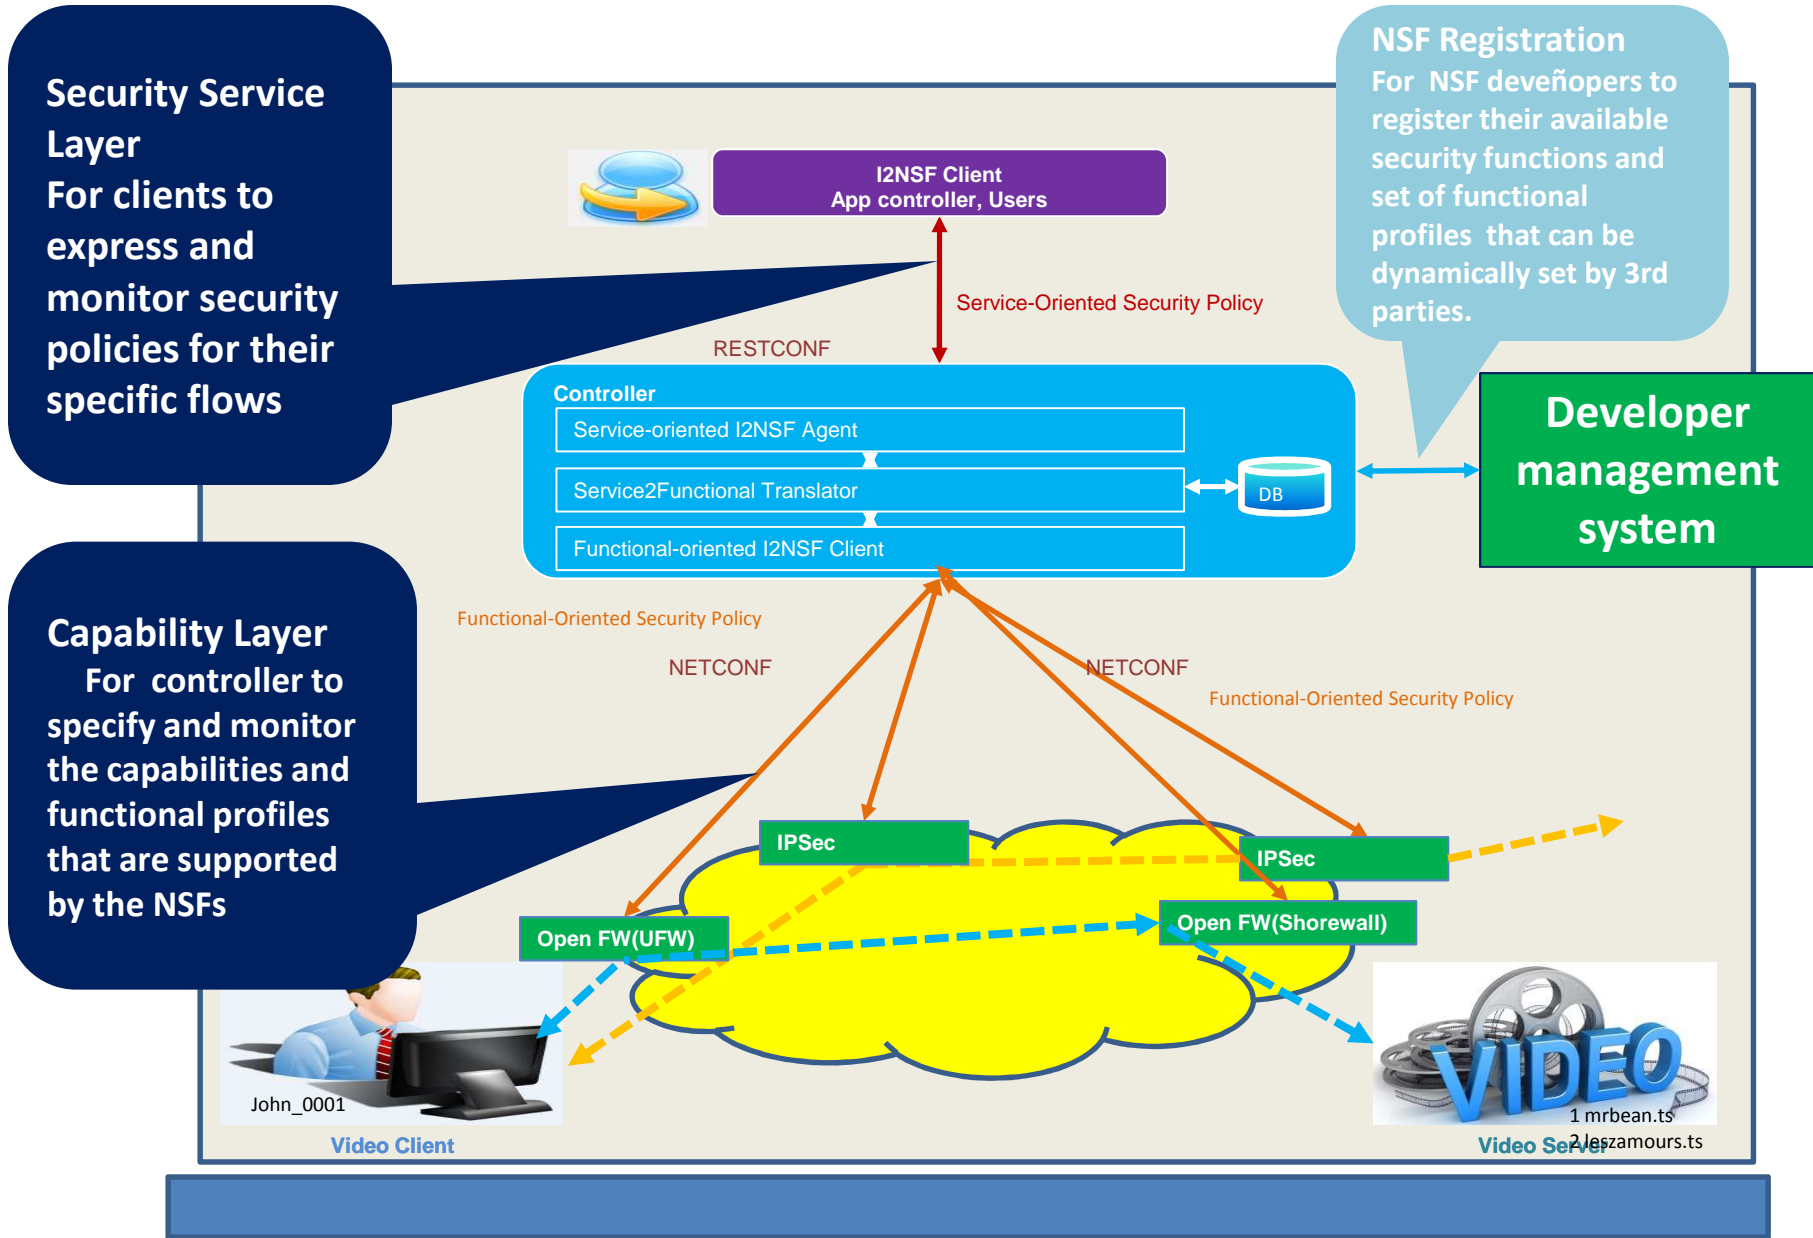 Security Service
Layer
For clients to
express and
monitor security
policies for their
specific flows
NSF Registration
For NSF deveñopers to
register their available
security functions and
set of functional
profiles that can be
dynamically set by 3rd
parties.
I2NSF Client
App controller, Users
Service-Oriented Security Policy
RESTCONF
Controller
Service-oriented I2NSF Agent
Service2Functional Translator
DB
Functional-oriented I2NSF Client
Developer
management
system
Capability Layer
For controller to
specify and monitor
the capabilities and
functional profiles
that are supported
by the NSFs
Functional-Oriented Security Policy
NETCONF
NETCONF
Functional-Oriented Security Policy
IPSec
IPSec
Open FW(UFW)
Open FW(Shorewall)
John_0001
Video Client
VIDEO
1 mrbean.ts
2 leszamours.ts
Video Server